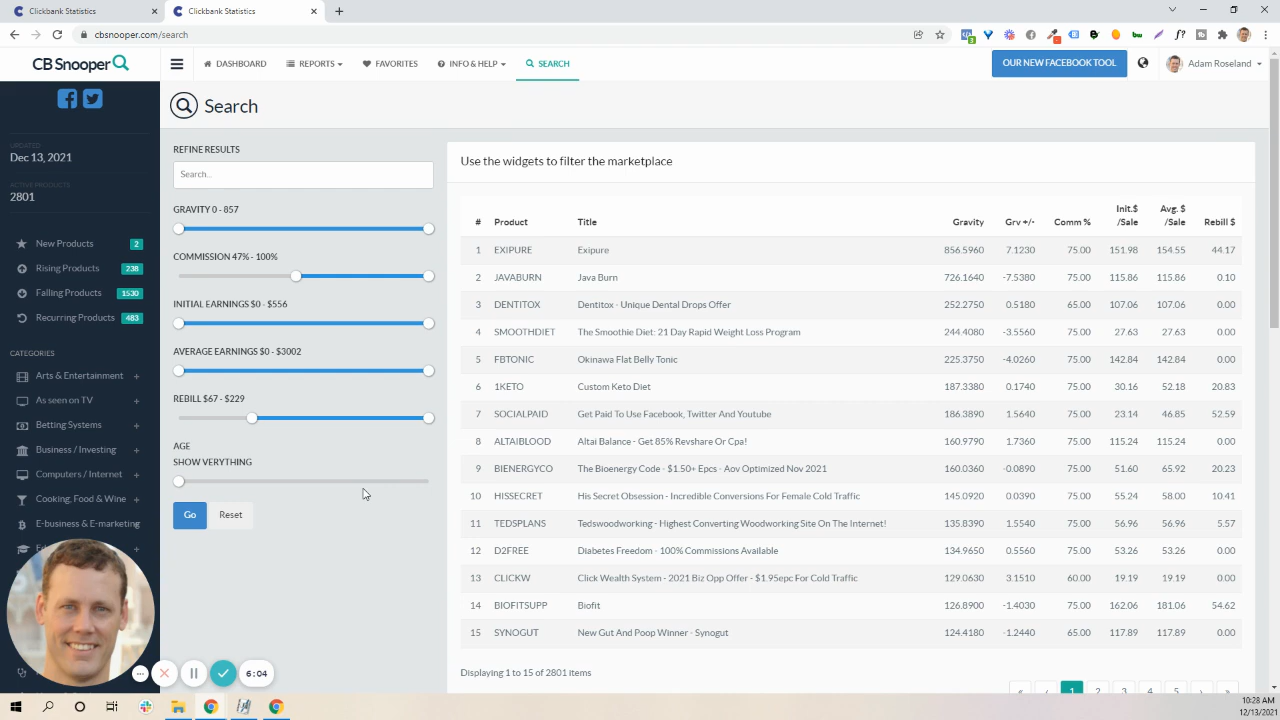 Clickbank Statistics
Clickbank Statistics
cbsnooper.com/search
CB Snooper
DASHBOARD
REPORTS
FAVORITES
INFO & HELP
SEARCH
OUR NEW FACEBOOK TOOL
Adam Roseland
UPDATED
Dec 13, 2021
ACTIVE PRODUCTS
2801
New Products 2
Rising Products 238
Falling Products 1530
Recurring Products 483
CATEGORIES
Arts & Entertainment +
As seen on TV +
Betting Systems +
Business / Investing +
Computers / Internet +
Cooking, Food & Wine +
E-business & E-marketing +
Search
REFINE RESULTS
Search..
GRAVITY 0 - 857
COMMISSION 47% - 100%
INITIAL EARNINGS $0 - $556
AVERAGE EARNINGS $0 - $3002
REBILL $67 - $229
AGE
SHOW VERYTHING
Go Reset
Use the widgets to filter the marketplace
# Product Title Gravity Grv +/- Comm % Init.$ /Sale Avg. $ /Sale Rebill $
1 EXIPURE Exipure 856.5960 7.1230 75.00 151.98 154.55 44.17
2 JAVABURN Java Burn 726.1640 -7.5380 75.00 115.86 115.86 0.10
3 DENTITOX Dentitox - Unique Dental Drops Offer 252.2750 0.5180 65.00 107.06 107.06 0.00
4 SMOOTHDIET The Smoothie Diet: 21 Day Rapid Weight Loss Program 244.4080 -3.5560 75.00 27.63 27.63 0.00
5 FBTONIC Okinawa Flat Belly Tonic 225.3750 -4.0260 75.00 142.84 142.84 0.00
6 1KETO Custom Keto Diet 187.3380 0.1740 75.00 30.16 52.18 20.83
7 SOCIALPAID Get Paid To Use Facebook, Twitter And Youtube 186.3890 1.5640 75.00 23.14 46.85 52.59
8 ALTAIBLOOD Altai Balance - Get 85% Revshare Or Cpa! 160.9790 1.7360 75.00 115.24 115.24 0.00
9 BIENERGYCO The Bioenergy Code - $1.50+ Epcs - Aov Optimized Nov 2021 160.0360 -0.0890 75.00 51.60 65.92 20.23
10 HISSECRET His Secret Obsession - Incredible Conversions For Female Cold Traffic 145.0920 0.0390 75.00 55.24 58.00 10.41
11 TEDSPLANS Tedswoodworking - Highest Converting Woodworking Site On The Internet! 135.8390 1.5540 75.00 56.96 56.96 5.57
12 D2FREE Diabetes Freedom - 100% Commissions Available 134.9650 0.5560 75.00 53.26 53.26 0.00
13 CLICKW Click Wealth System - 2021 Biz Opp Offer - $1.95epc For Cold Traffic 129.0630 3.1510 60.00 19.19 19.19 0.00
14 BIOFITSUPP Biofit 126.8900 -1.4030 75.00 162.06 181.06 54.62
15 SYNOGUT New Gut And Poop Winner - Synogut 124.4180 -1.2440 65.00 117.89 117.89 0.00
Displaying 1 to 15 of 2801 items
« ‹ 1 2 3 4 5 › »
6:04
10:28 AM
12/13/2021